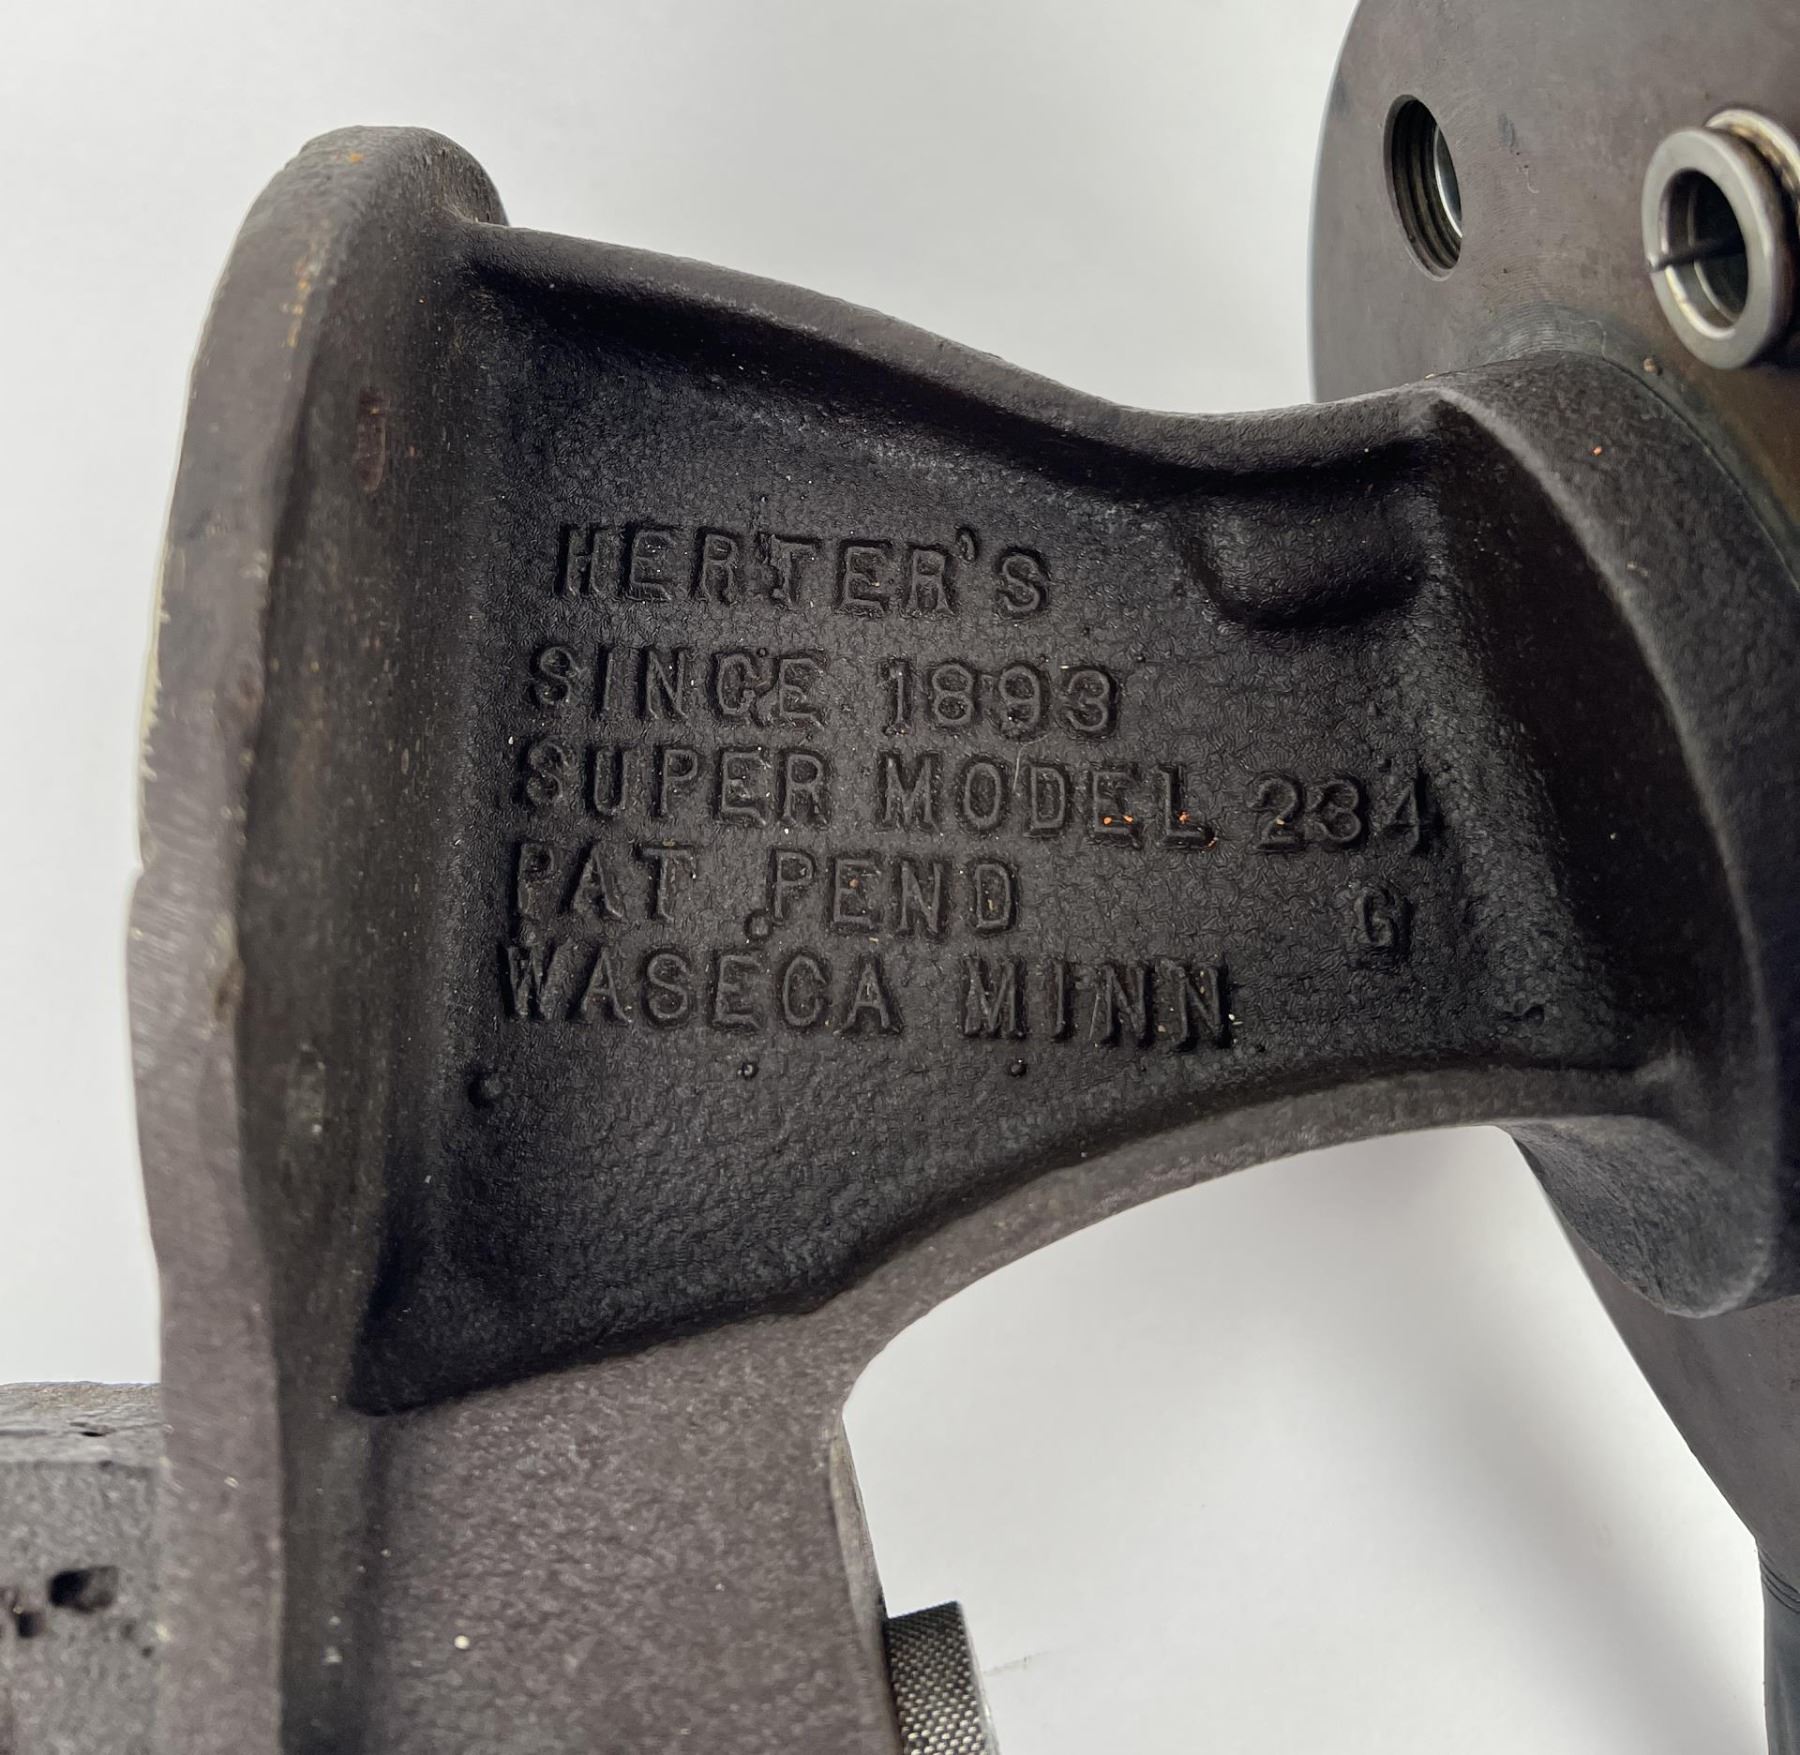 HERTER'S
SINCE 1893
SUPER MODEL 234
PAT. PEND
G
WASECA MINN